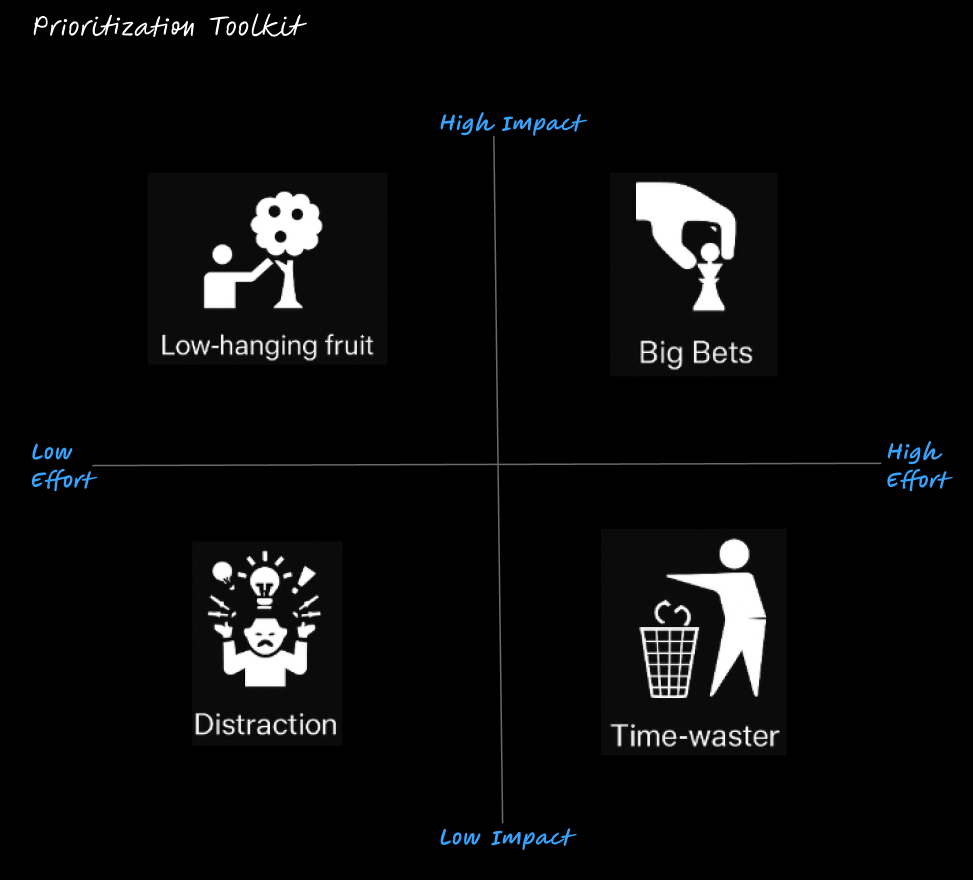 Prioritization Toolkit
High Impact
Low-hanging fruit
Big Bets
Low
Effort
High
Effort
Distraction
Time-waster
Low Impact